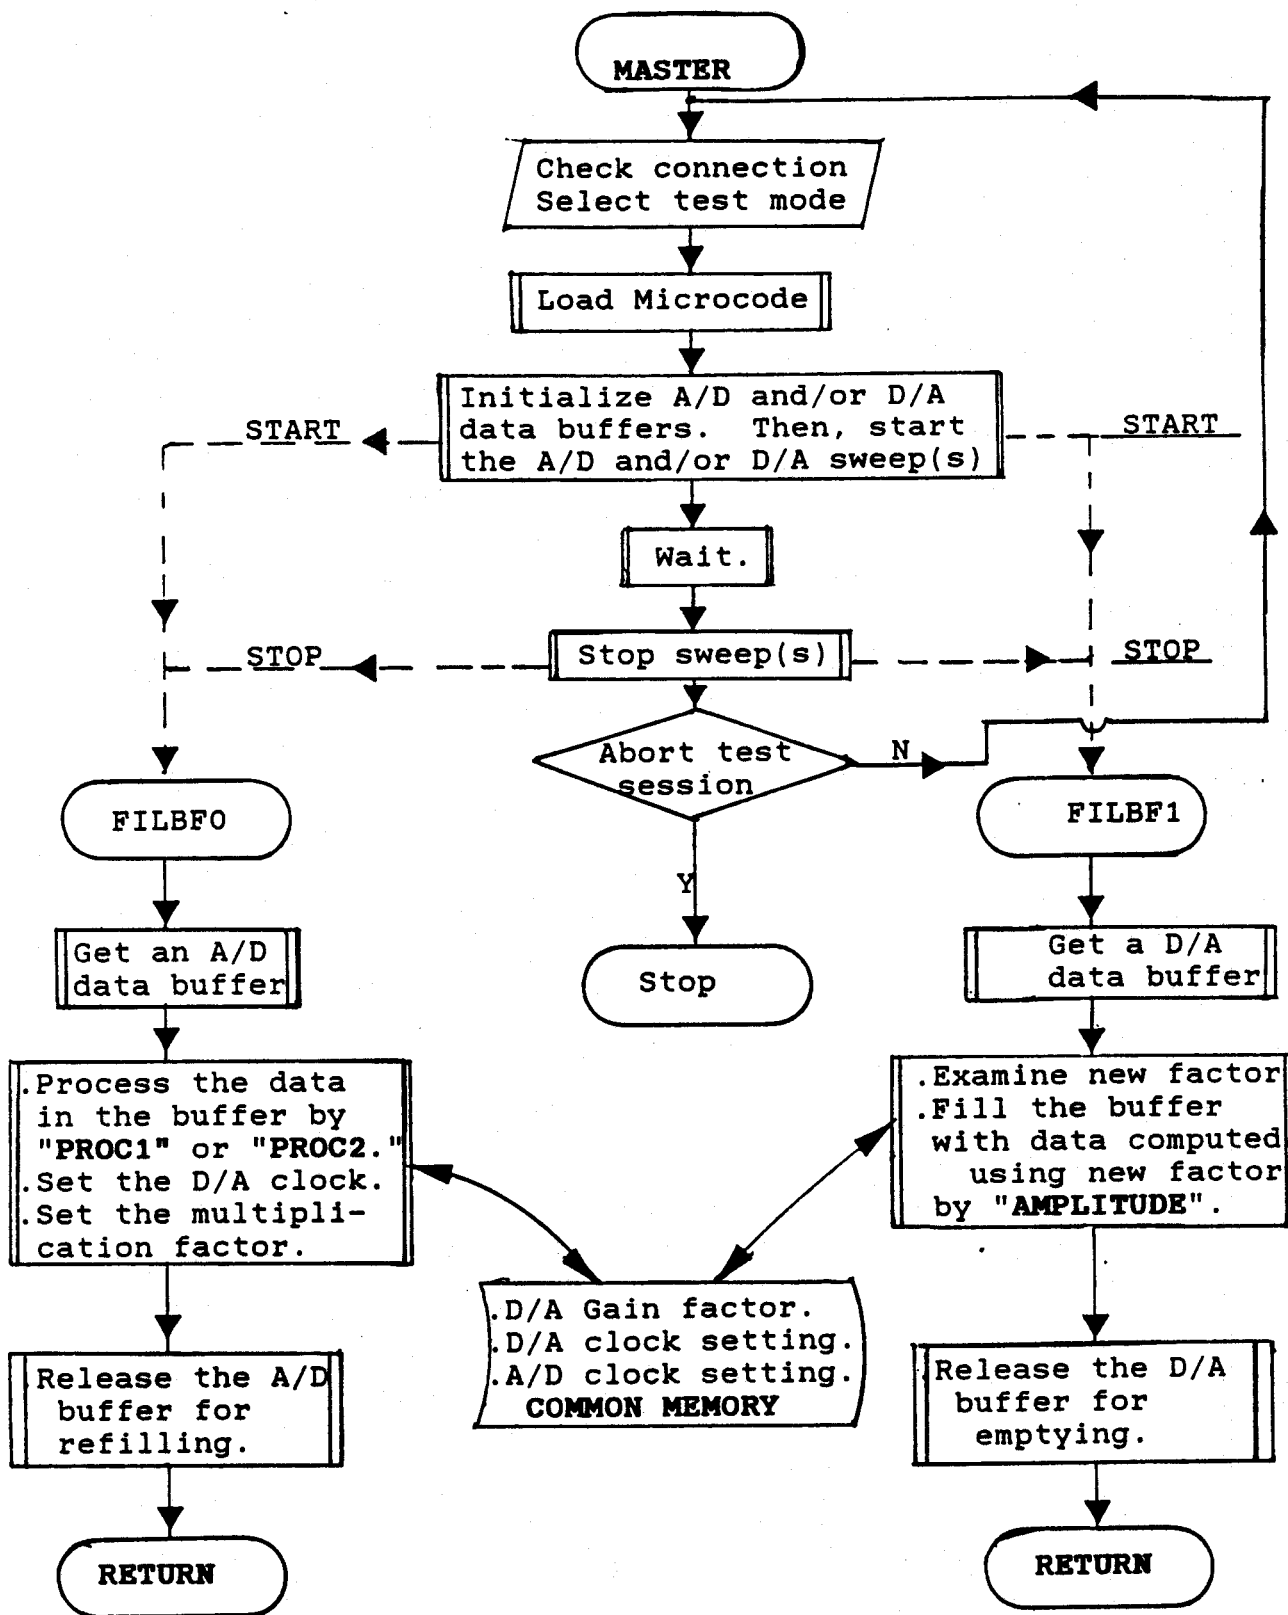 MASTER
Check connection
Select test mode
Load Microcode
Initialize A/D and/or D/A
data buffers. Then, start
the A/D and/or D/A sweep(s)
START
START
Wait.
Stop sweep(s)
STOP
STOP
Abort test
session
N
Y
Stop
FILBF0
Get an A/D
data buffer
.Process the data
in the buffer by
"PROC1" or "PROC2."
.Set the D/A clock.
.Set the multipli-
cation factor.
Release the A/D
buffer for
refilling.
RETURN
.D/A Gain factor.
.D/A clock setting.
.A/D clock setting.
COMMON MEMORY
FILBF1
Get a D/A
data buffer
.Examine new factor
.Fill the buffer
with data computed
using new factor
by "AMPLITUDE".
Release the D/A
buffer for
emptying.
RETURN